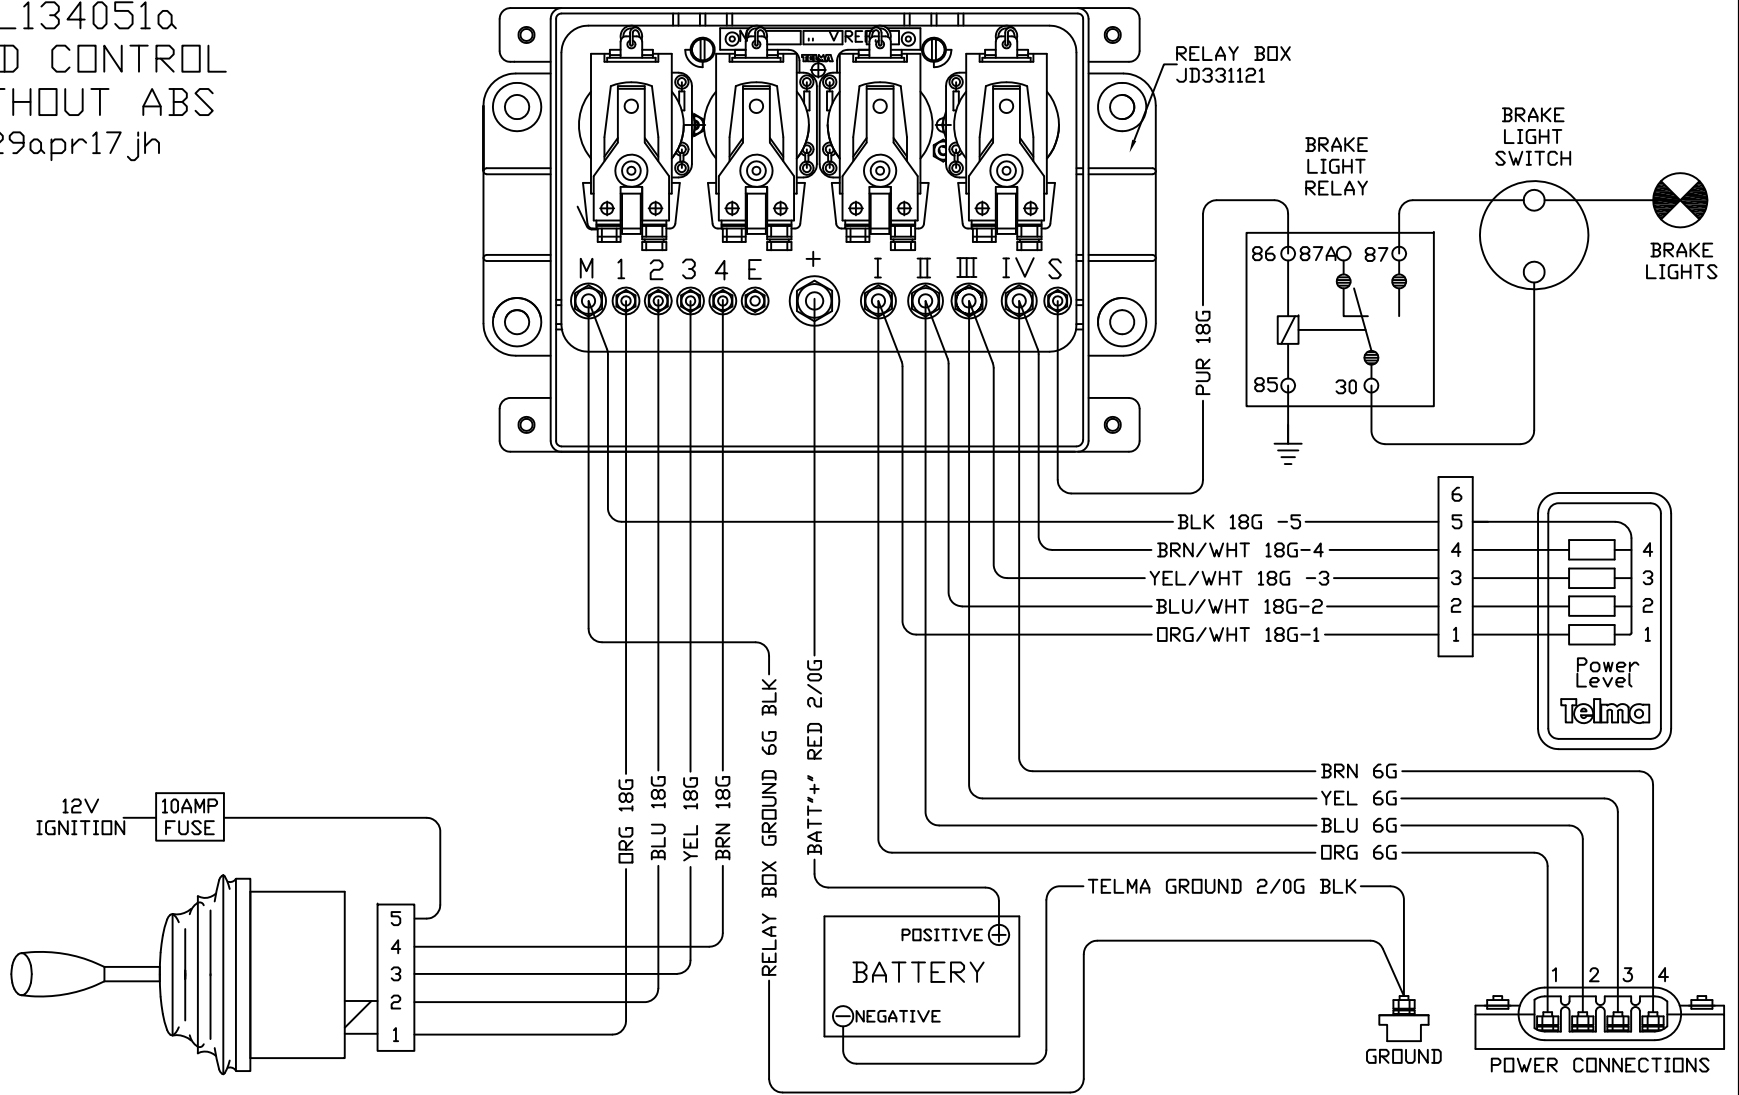 L134051a
D CONTROL
THOUT ABS
29apr17jh
RELAY BOX
JD331121
TELMA
M 1 2 3 4 E + I II III IV S
BRAKE
LIGHT
RELAY
BRAKE
LIGHT
SWITCH
BRAKE
LIGHTS
86 87A 87
85 30
PUR 18G
6
5
4
3
2
1
BLK 18G -5
BRN/WHT 18G-4
YEL/WHT 18G -3
BLU/WHT 18G-2
ORG/WHT 18G-1
4
3
2
1
Power
Level
Telma
BRN 6G
YEL 6G
BLU 6G
ORG 6G
TELMA GROUND 2/0G BLK
12V
IGNITION
10AMP
FUSE
5
4
3
2
1
ORG 18G
BLU 18G
YEL 18G
BRN 18G
RELAY BOX GROUND 6G BLK
BATT"+" RED 2/0G
POSITIVE +
BATTERY
- NEGATIVE
GROUND
1 2 3 4
POWER CONNECTIONS